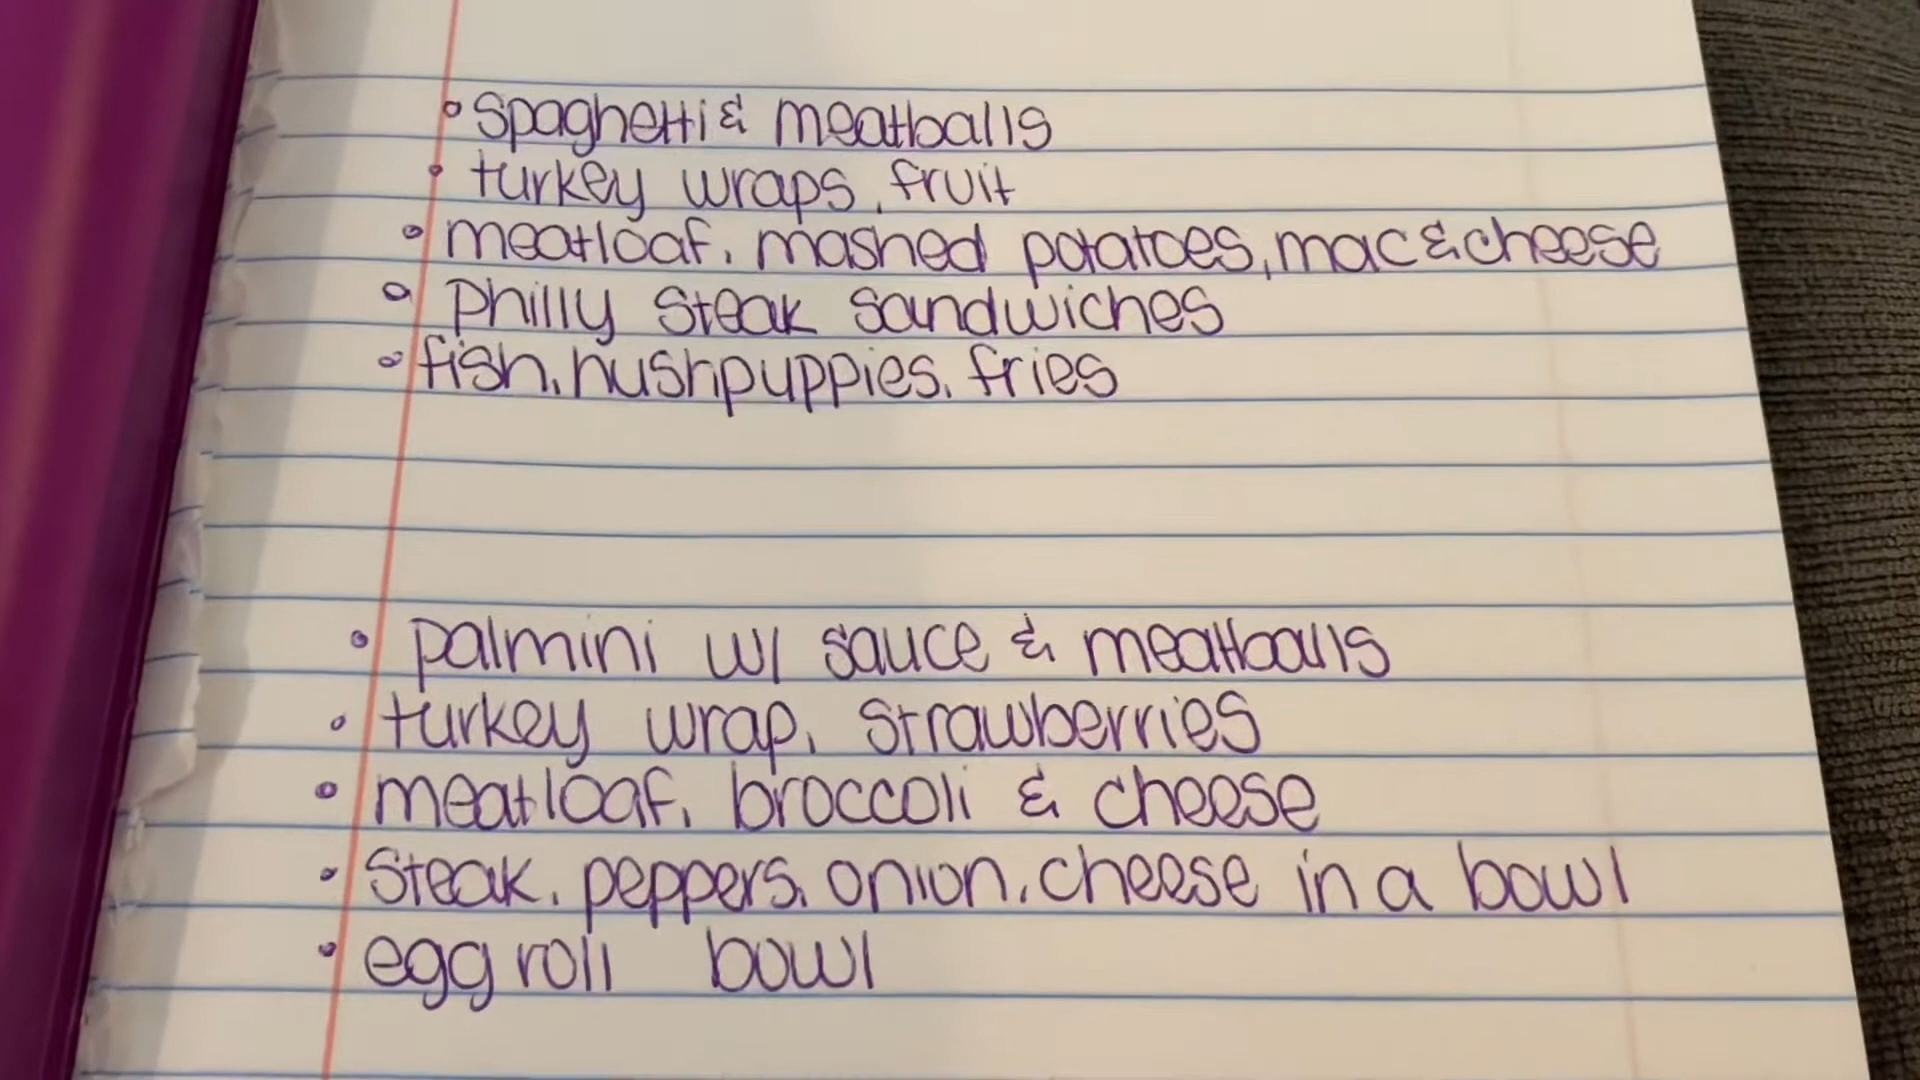 • Spaghetti & meatballs
• turkey wraps, fruit
• meatloaf, mashed potatoes, mac & cheese
• Philly Steak Sandwiches
• fish, hushpuppies, fries
• palmini w/ sauce & meatballs
• turkey wrap, strawberries
• meatloaf, broccoli & cheese
• Steak, peppers, onion, cheese in a bowl
• egg roll bowl